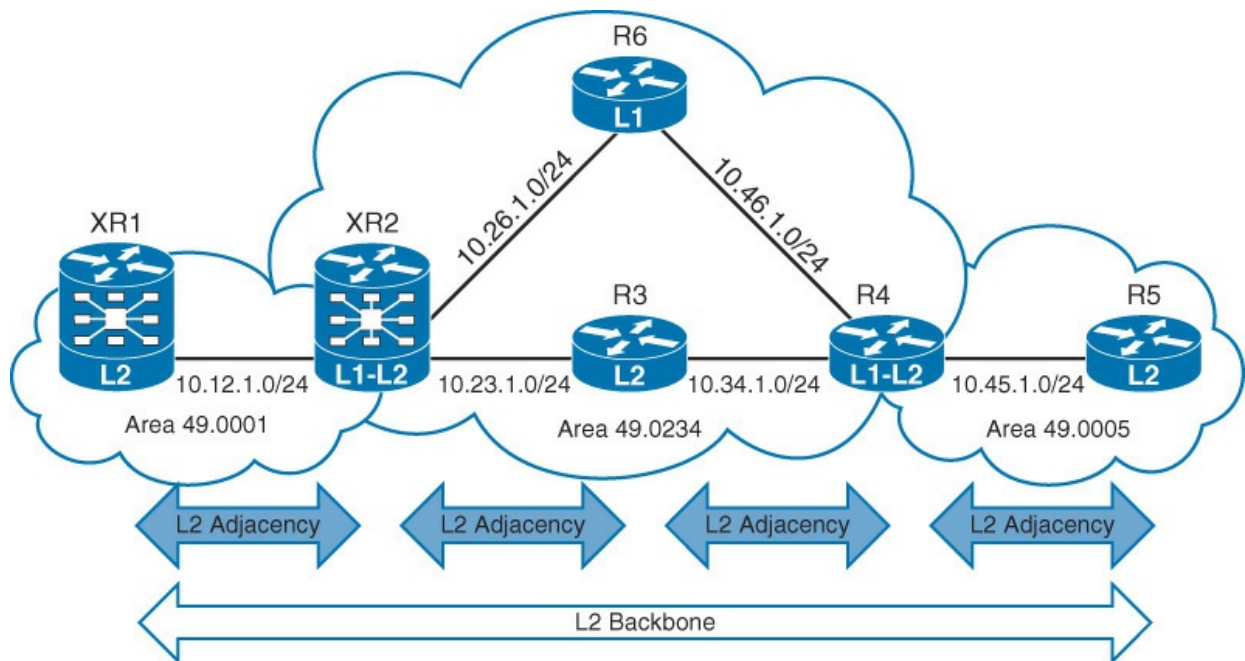 R6
L1
10.26.1.0/24
10.46.1.0/24
XR1
XR2
R3
R4
R5
L2
L1-L2
L2
L1-L2
L2
10.12.1.0/24
10.23.1.0/24
10.34.1.0/24
10.45.1.0/24
Area 49.0001
Area 49.0234
Area 49.0005
L2 Adjacency
L2 Adjacency
L2 Adjacency
L2 Adjacency
L2 Backbone